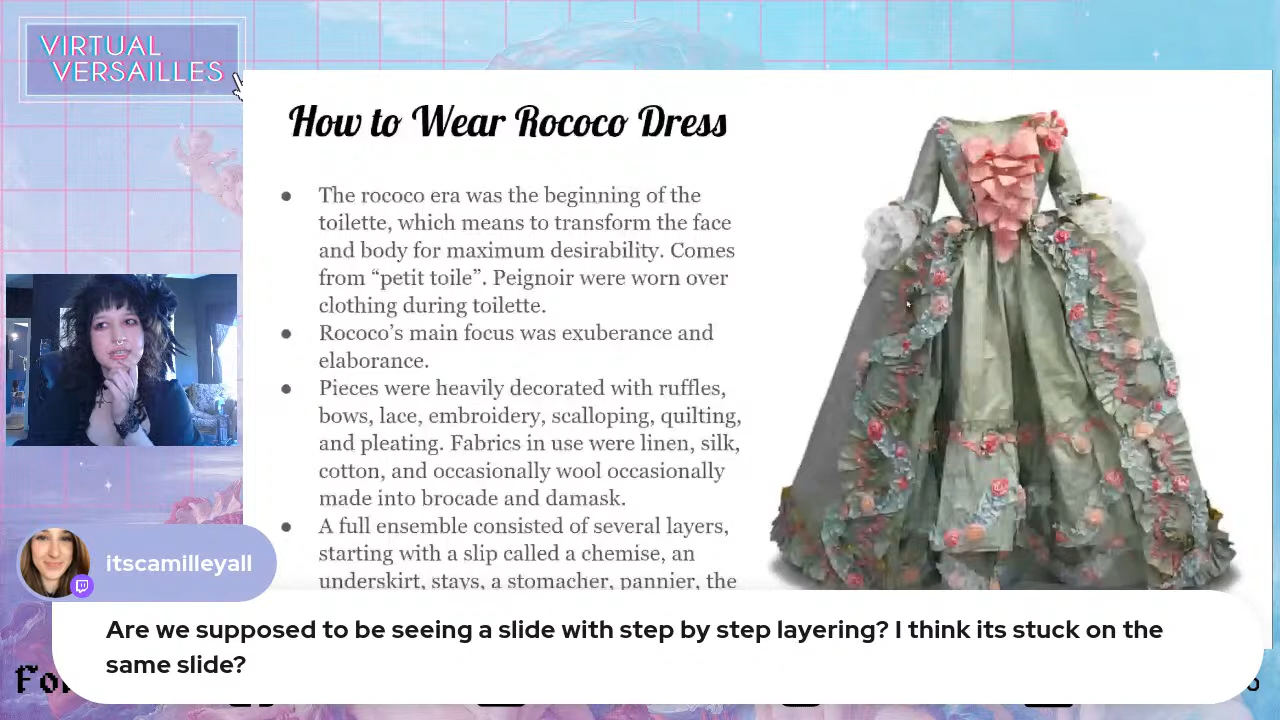 VIRTUAL
VERSAILLES
How to Wear Rococo Dress
● The rococo era was the beginning of the
toilette, which means to transform the face
and body for maximum desirability. Comes
from “petit toile”. Peignoir were worn over
clothing during toilette.
● Rococo’s main focus was exuberance and
elaborance.
● Pieces were heavily decorated with ruffles,
bows, lace, embroidery, scalloping, quilting,
and pleating. Fabrics in use were linen, silk,
cotton, and occasionally wool occasionally
made into brocade and damask.
● A full ensemble consisted of several layers,
starting with a slip called a chemise, an
underskirt, stays, a stomacher, pannier, the
itscamilleyall
Are we supposed to be seeing a slide with step by step layering? I think its stuck on the
same slide?